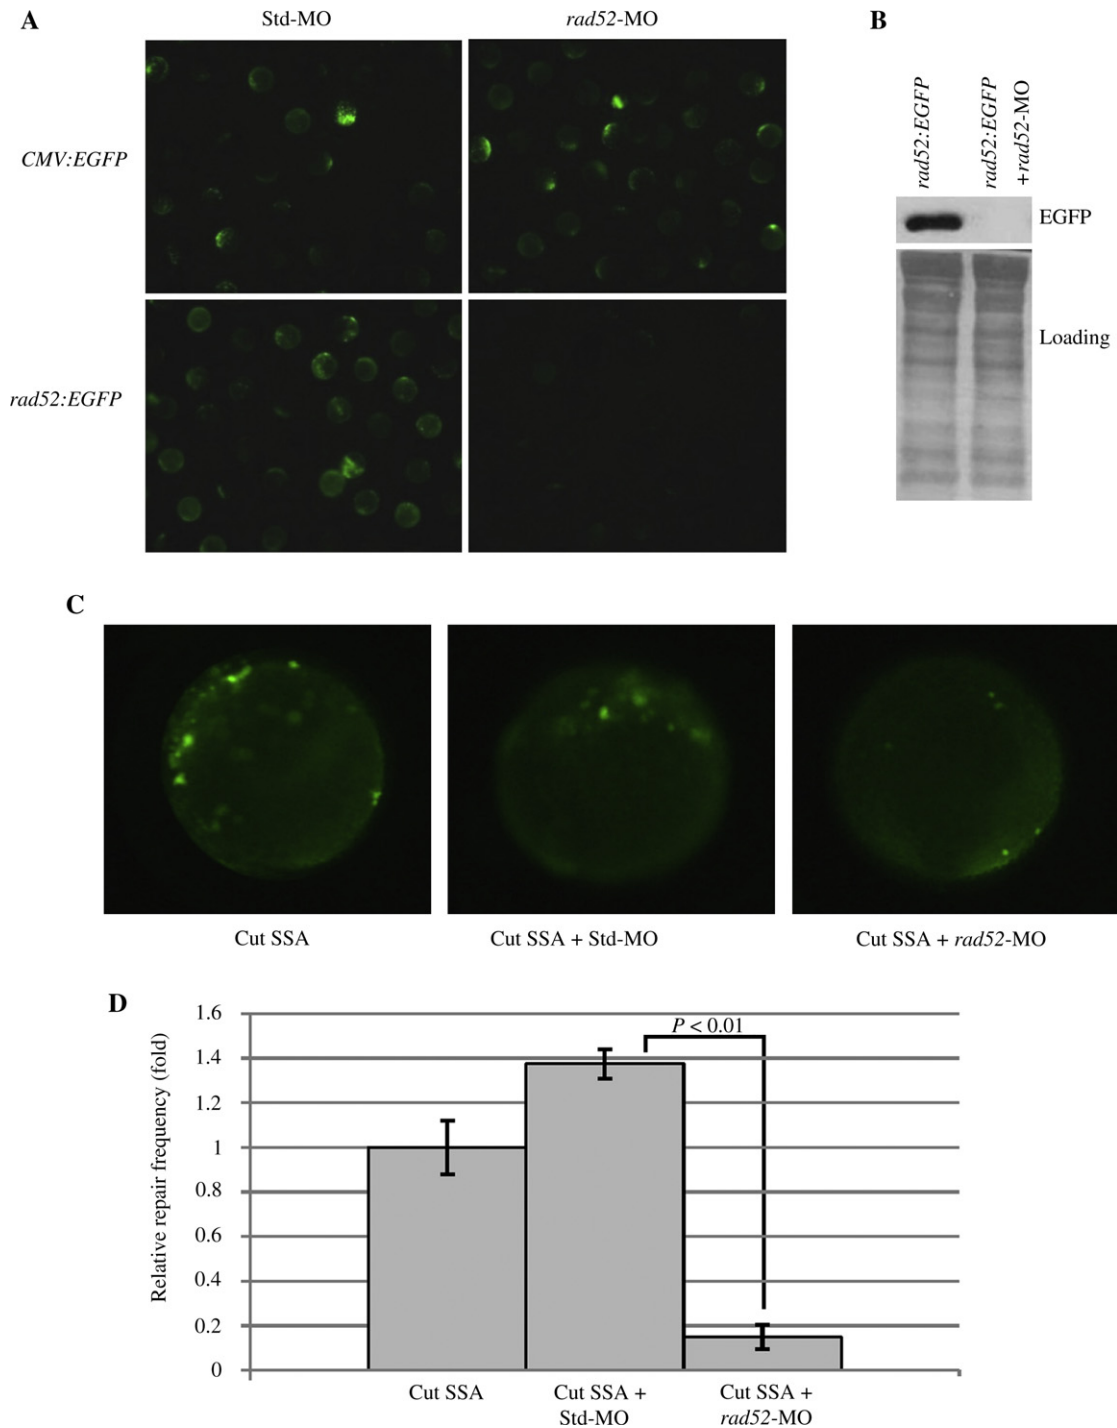 A
Std-MO
rad52-MO
CMV:EGFP
rad52:EGFP
B
rad52:EGFP
rad52:EGFP
+rad52-MO
EGFP
Loading
C
Cut SSA
Cut SSA + Std-MO
Cut SSA + rad52-MO
D
Relative repair frequency (fold)
1.6
1.4
1.2
1
0.8
0.6
0.4
0.2
0
P < 0.01
Cut SSA
Cut SSA +
Std-MO
Cut SSA +
rad52-MO